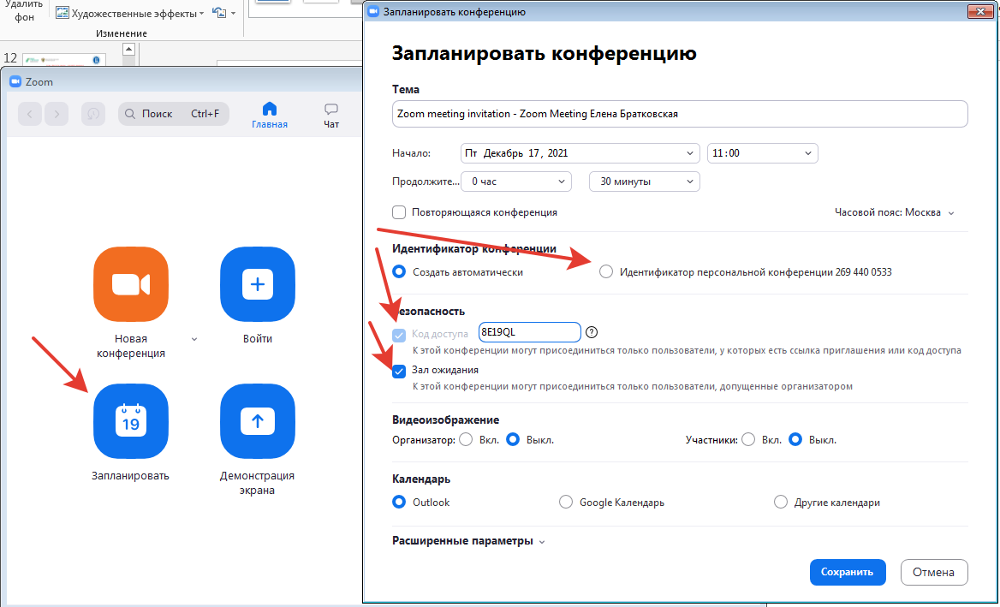 Удалить
фон
Художественные эффекты
Изменение
12
Zoom
Поиск Ctrl+F
Главная
Чат
Новая
конференция
Войти
19
Запланировать
Демонстрация
экрана
Запланировать конференцию
Запланировать конференцию
Тема
Zoom meeting invitation - Zoom Meeting Елена Братковская
Начало: Пт Декабрь 17, 2021 11:00
Продолжите... 0 час 30 минуты
Повторяющаяся конференция Часовой пояс: Москва
Идентификатор конференции
Создать автоматически Идентификатор персональной конференции 269 440 0533
Безопасность
Код доступа 8E19QL ?
К этой конференции могут присоединиться только пользователи, у которых есть ссылка приглашения или код доступа
Зал ожидания
К этой конференции могут присоединиться только пользователи, допущенные организатором
Видеоизображение
Организатор: Вкл. Выкл. Участники: Вкл. Выкл.
Календарь
Outlook Google Календарь Другие календари
Расширенные параметры
Сохранить Отмена